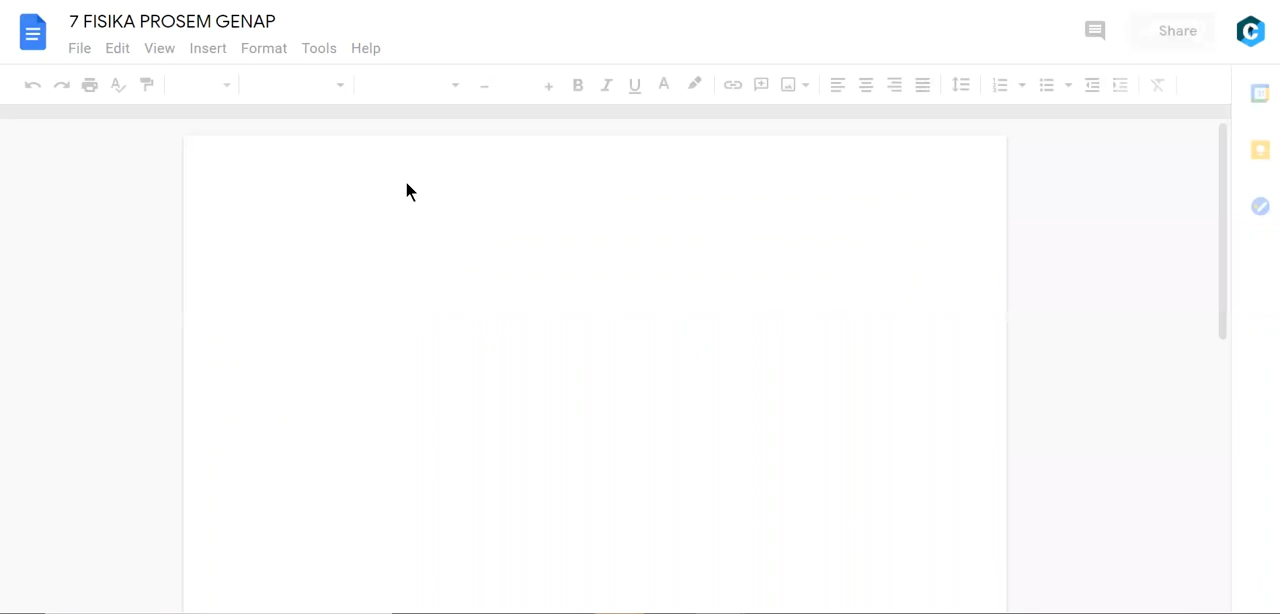 7 FISIKA PROSEM GENAP
File Edit View Insert Format Tools Help
Share